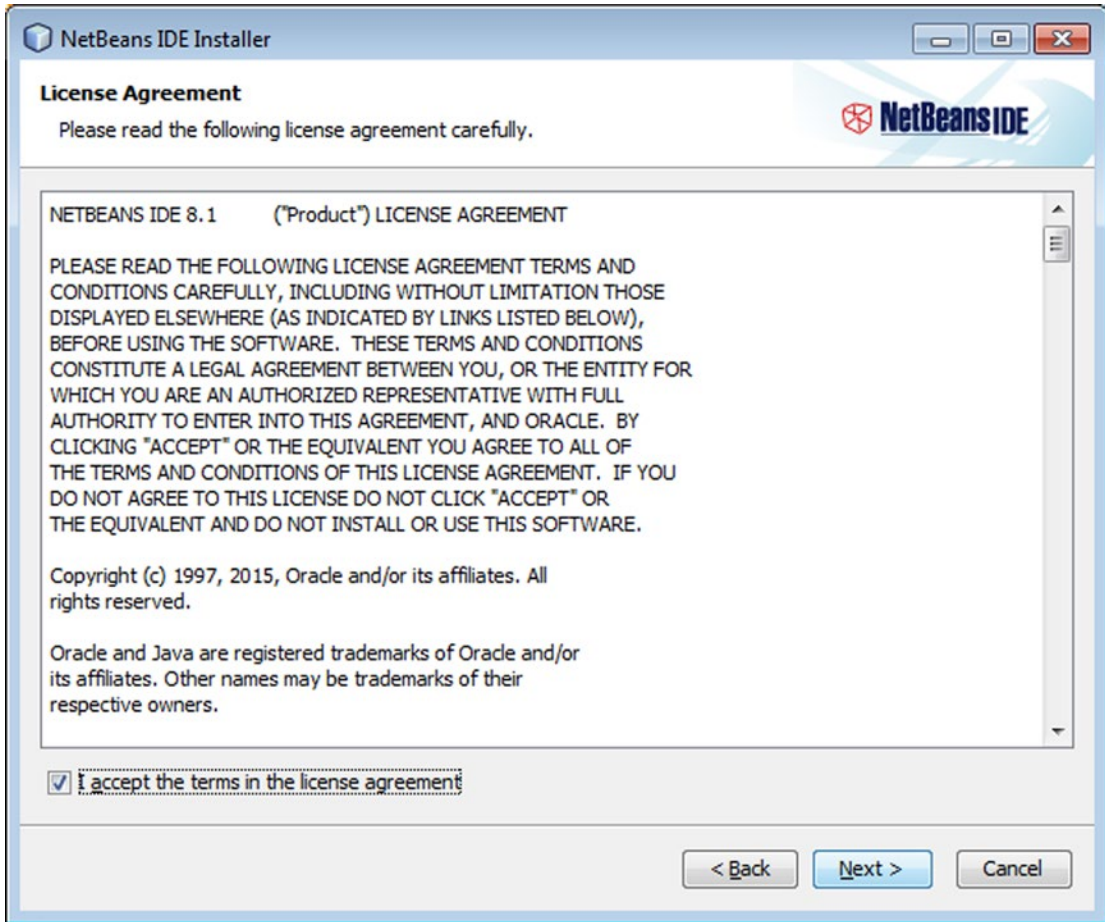 NetBeans IDE Installer
License Agreement
Please read the following license agreement carefully.
NetBeans IDE
NETBEANS IDE 8.1 ("Product") LICENSE AGREEMENT
PLEASE READ THE FOLLOWING LICENSE AGREEMENT TERMS AND
CONDITIONS CAREFULLY, INCLUDING WITHOUT LIMITATION THOSE
DISPLAYED ELSEWHERE (AS INDICATED BY LINKS LISTED BELOW),
BEFORE USING THE SOFTWARE.  THESE TERMS AND CONDITIONS
CONSTITUTE A LEGAL AGREEMENT BETWEEN YOU, OR THE ENTITY FOR
WHICH YOU ARE AN AUTHORIZED REPRESENTATIVE WITH FULL
AUTHORITY TO ENTER INTO THIS AGREEMENT, AND ORACLE.  BY
CLICKING "ACCEPT" OR THE EQUIVALENT YOU AGREE TO ALL OF
THE TERMS AND CONDITIONS OF THIS LICENSE AGREEMENT.  IF YOU
DO NOT AGREE TO THIS LICENSE DO NOT CLICK "ACCEPT" OR
THE EQUIVALENT AND DO NOT INSTALL OR USE THIS SOFTWARE.
Copyright (c) 1997, 2015, Oracle and/or its affiliates. All
rights reserved.
Oracle and Java are registered trademarks of Oracle and/or
its affiliates. Other names may be trademarks of their
respective owners.
I accept the terms in the license agreement
< Back
Next >
Cancel